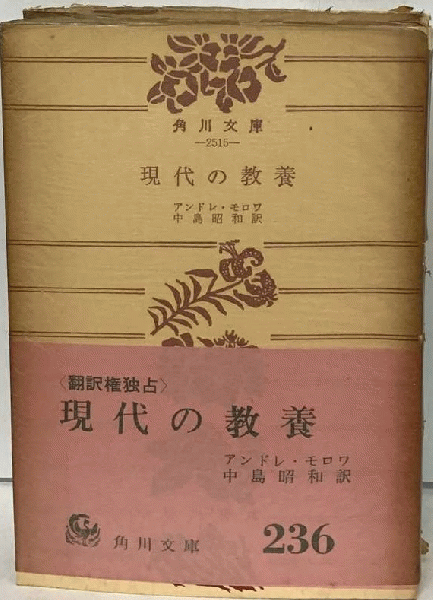 角川文庫
—2515—
現代の教養
アンドレ・モロワ
中島昭和訳
〈翻訳権独占〉
現代の教養
アンドレ・モロワ
中島昭和訳
角川文庫
236